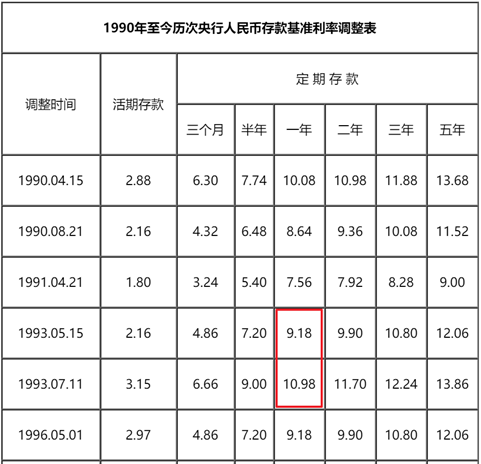 1990年至今历次央行人民币存款基准利率调整表
调整时间 活期存款 定期存款
三个月 半年 一年 二年 三年 五年
1990.04.15 2.88 6.30 7.74 10.08 10.98 11.88 13.68
1990.08.21 2.16 4.32 6.48 8.64 9.36 10.08 11.52
1991.04.21 1.80 3.24 5.40 7.56 7.92 8.28 9.00
1993.05.15 2.16 4.86 7.20 9.18 9.90 10.80 12.06
1993.07.11 3.15 6.66 9.00 10.98 11.70 12.24 13.86
1996.05.01 2.97 4.86 7.20 9.18 9.90 10.80 12.06